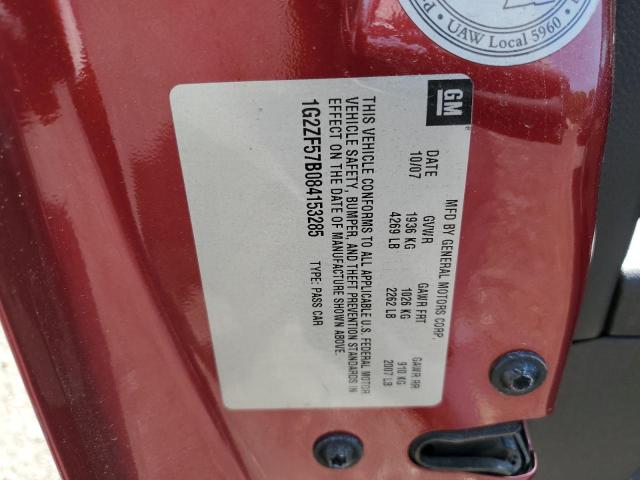 UAW Local 5960
GM
MFD BY GENERAL MOTORS CORP.
DATE GVWR GAWR FRT GAWR RR
10/07 1936 KG 1026 KG 910 KG
4269 LB 2262 LB 2007 LB
THIS VEHICLE CONFORMS TO ALL APPLICABLE U.S. FEDERAL MOTOR
VEHICLE SAFETY, BUMPER, AND THEFT PREVENTION STANDARDS IN
EFFECT ON THE DATE OF MANUFACTURE SHOWN ABOVE.
1G2ZF57B084153285 TYPE: PASS CAR